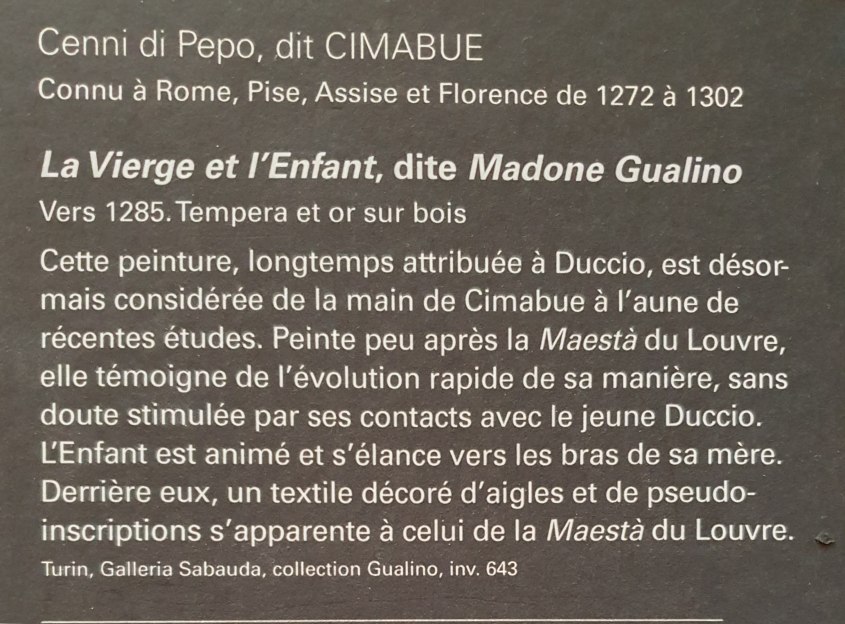 Cenni di Pepo, dit CIMABUE
Connu à Rome, Pise, Assise et Florence de 1272 à 1302
La Vierge et l'Enfant, dite Madone Gualino
Vers 1285. Tempera et or sur bois
Cette peinture, longtemps attribuée à Duccio, est désor-
mais considérée de la main de Cimabue à l'aune de
récentes études. Peinte peu après la Maestà du Louvre,
elle témoigne de l'évolution rapide de sa manière, sans
doute stimulée par ses contacts avec le jeune Duccio.
L'Enfant est animé et s'élance vers les bras de sa mère.
Derrière eux, un textile décoré d'aigles et de pseudo-
inscriptions s'apparente à celui de la Maestà du Louvre.
Turin, Galleria Sabauda, collection Gualino, inv. 643